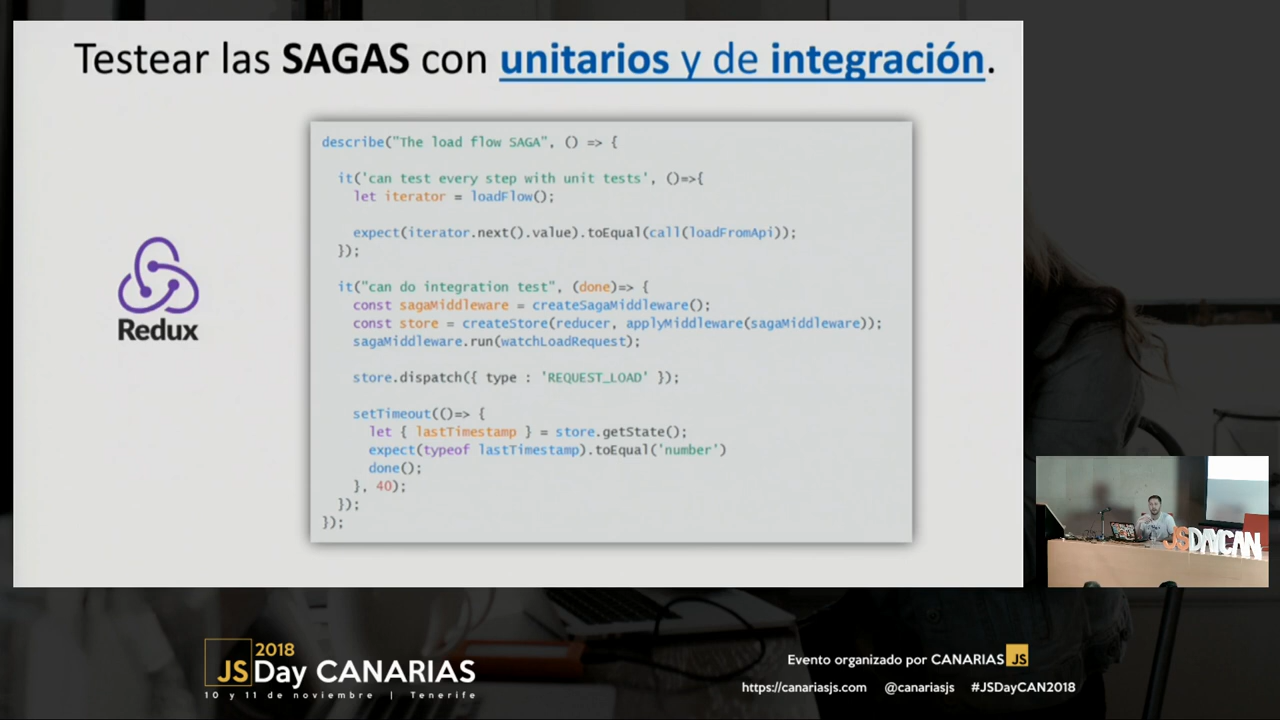 Testear las SAGAS con unitarios y de integración.
describe("The load flow SAGA", () => {
it('can test every step with unit tests', ()=>{
let iterator = loadFlow();
expect(iterator.next().value).toEqual(call(loadFromApi));
});
it("can do integration test", (done)=> {
const sagaMiddleware = createSagaMiddleware();
const store = createStore(reducer, applyMiddleware(sagaMiddleware));
sagaMiddleware.run(watchLoadRequest);
store.dispatch({ type : 'REQUEST_LOAD' });
setTimeout(()=> {
let { lastTimestamp } = store.getState();
expect(typeof lastTimestamp).toEqual('number')
done();
}, 40);
});
});
Redux
JSDAYCAN
2018
JSDay CANARIAS
10 y 11 de noviembre | Tenerife
Evento organizado por CANARIAS JS
https://canariasjs.com @canariasjs #JSDayCAN2018